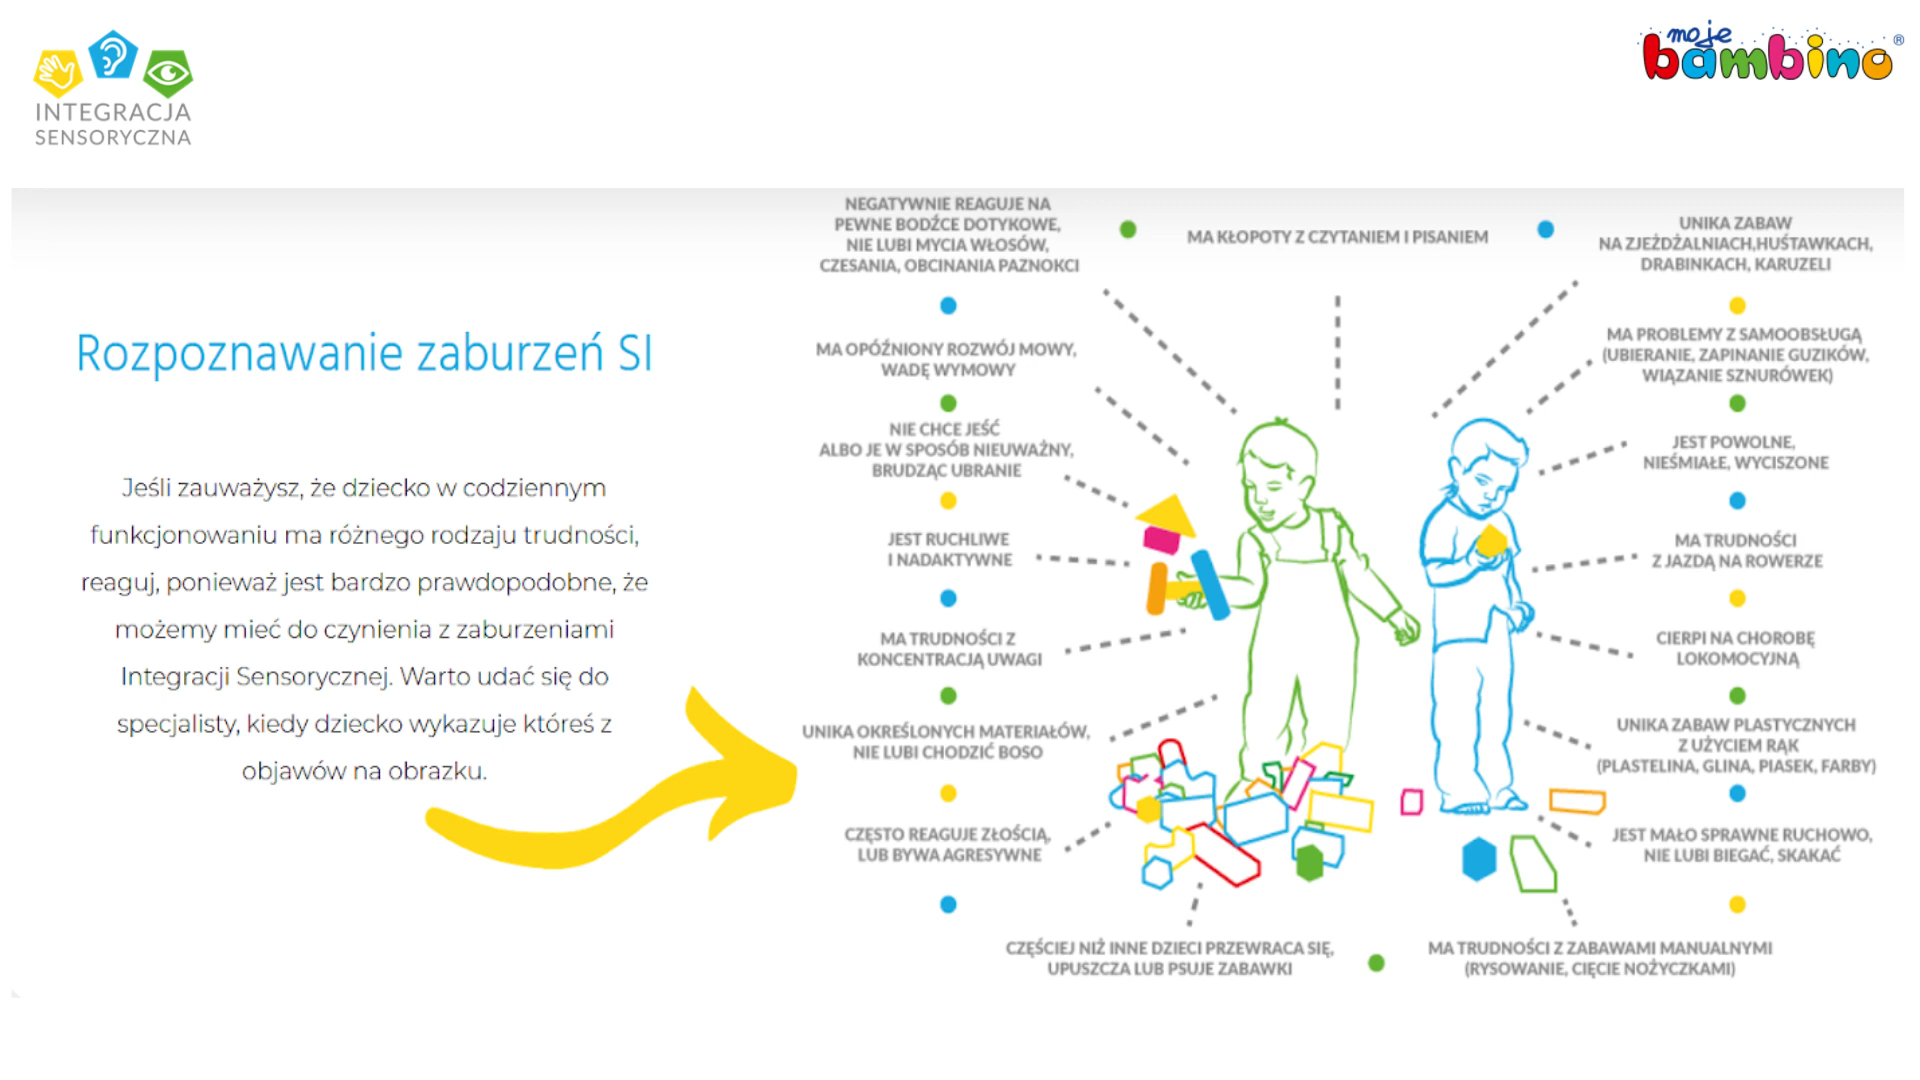 INTEGRACJA
SENSORYCZNA
moje
bambino®
Rozpoznawanie zaburzeń SI
Jeśli zauważysz, że dziecko w codziennym
funkcjonowaniu ma różnego rodzaju trudności,
reaguj, ponieważ jest bardzo prawdopodobne, że
możemy mieć do czynienia z zaburzeniami
Integracji Sensorycznej. Warto udać się do
specjalisty, kiedy dziecko wykazuje któreś z
objawów na obrazku.
NEGATYWNIE REAGUJE NA
PEWNE BODŹCE DOTYKOWE,
NIE LUBI MYCIA WŁOSÓW,
CZESANIA, OBCINANIA PAZNOKCI
MA OPÓŹNIONY ROZWÓJ MOWY,
WADĘ WYMOWY
NIE CHCE JEŚĆ
ALBO JE W SPOSÓB NIEUWAŻNY,
BRUDZĄC UBRANIE
JEST RUCHLIWE
I NADAKTYWNE
MA TRUDNOŚCI Z
KONCENTRACJĄ UWAGI
UNIKA OKREŚLONYCH MATERIAŁÓW,
NIE LUBI CHODZIĆ BOSO
CZĘSTO REAGUJE ZŁOŚCIĄ,
LUB BYWA AGRESYWNE
CZĘŚCIEJ NIŻ INNE DZIECI PRZEWRACA SIĘ,
UPUSZCZA LUB PSUJE ZABAWKI
MA KŁOPOTY Z CZYTANIEM I PISANIEM
UNIKA ZABAW
NA ZJEŻDŻALNIACH,HUŚTAWKACH,
DRABINKACH, KARUZELI
MA PROBLEMY Z SAMOOBSŁUGĄ
(UBIERANIE, ZAPINANIE GUZIKÓW,
WIĄZANIE SZNURÓWEK)
JEST POWOLNE,
NIEŚMIAŁE, WYCISZONE
MA TRUDNOŚCI
Z JAZDĄ NA ROWERZE
CIERPI NA CHOROBĘ
LOKOMOCYJNĄ
UNIKA ZABAW PLASTYCZNYCH
Z UŻYCIEM RĄK
(PLASTELINA, GLINA, PIASEK, FARBY)
JEST MAŁO SPRAWNE RUCHOWO,
NIE LUBI BIEGAĆ, SKAKAĆ
MA TRUDNOŚCI Z ZABAWAMI MANUALNYMI
(RYSOWANIE, CIĘCIE NOŻYCZKAMI)